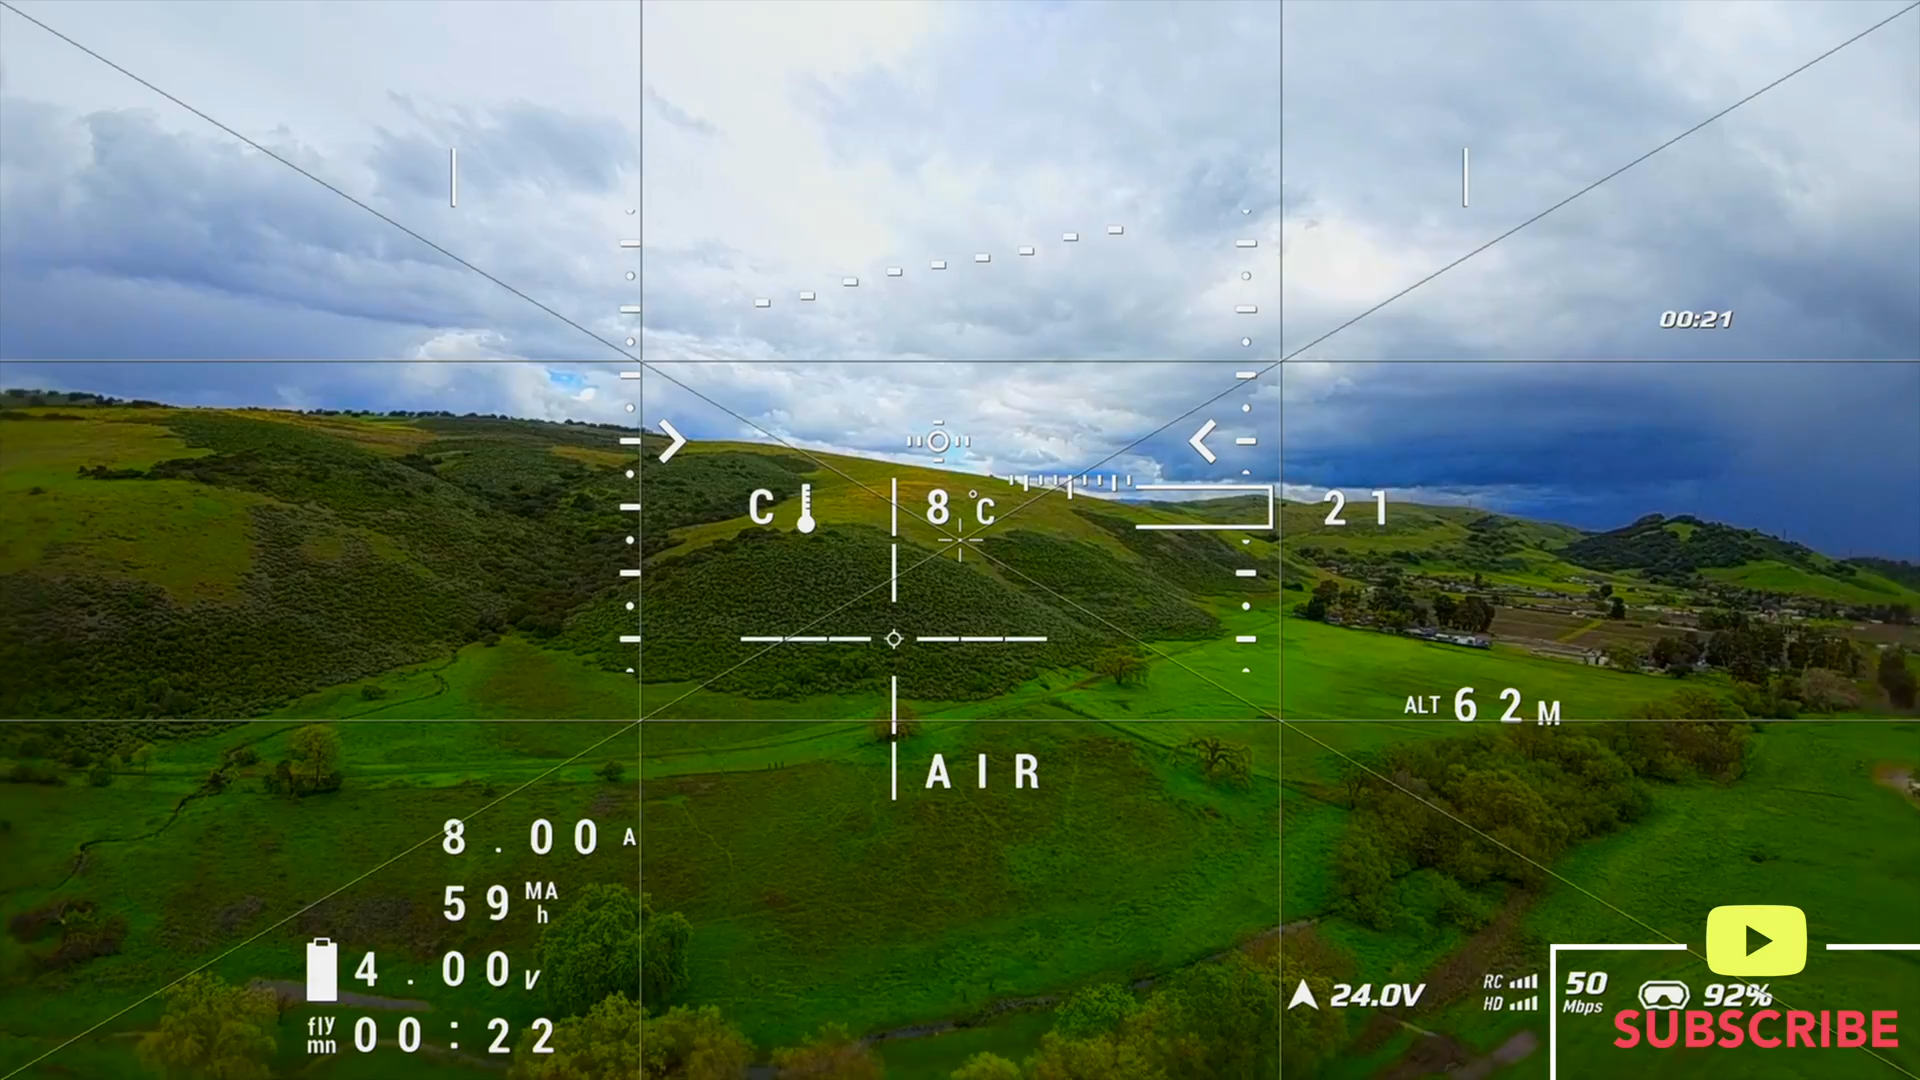 00:21
C 8 °C
21
ALT 62 M
AIR
8.00 A
59 MA h
4.00 V
fly mn 00:22
24.0V
RC
HD
50 Mbps
92%
SUBSCRIBE